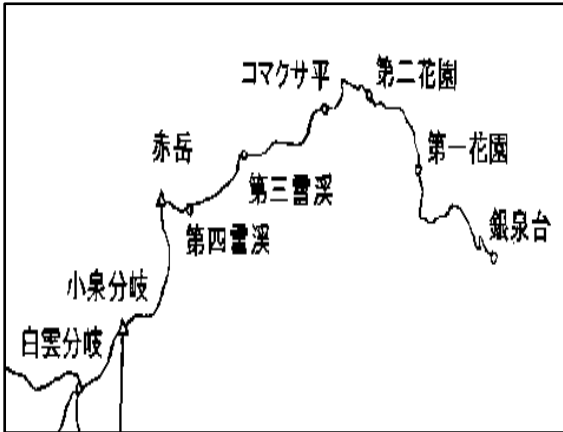 コマクサ平
第二花園
赤岳
第一花園
第三雪渓
銀泉台
第四雪渓
小泉分岐
白雲分岐